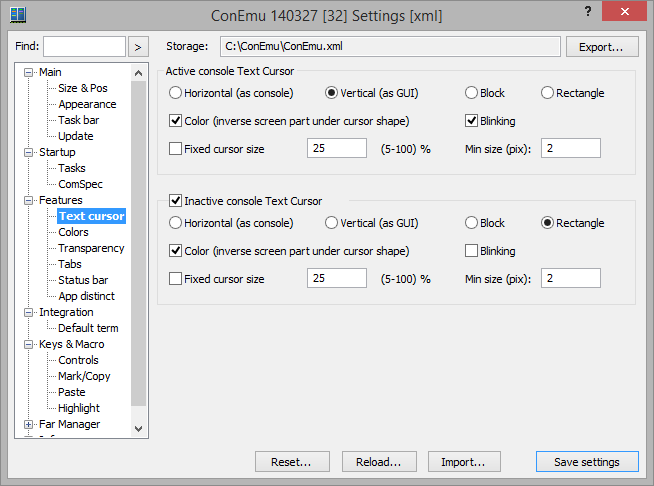 ConEmu 140327 [32] Settings [xml]
?
Find:
>
Storage:
C:\ConEmu\ConEmu.xml
Export...
Main
Size & Pos
Appearance
Task bar
Update
Startup
Tasks
ComSpec
Features
Text cursor
Colors
Transparency
Tabs
Status bar
App distinct
Integration
Default term
Keys & Macro
Controls
Mark/Copy
Paste
Highlight
Far Manager
Active console Text Cursor
Horizontal (as console) Vertical (as GUI) Block Rectangle
Color (inverse screen part under cursor shape) Blinking
Fixed cursor size 25 (5-100) % Min size (pix): 2
Inactive console Text Cursor
Horizontal (as console) Vertical (as GUI) Block Rectangle
Color (inverse screen part under cursor shape) Blinking
Fixed cursor size 25 (5-100) % Min size (pix): 2
Reset... Reload... Import... Save settings